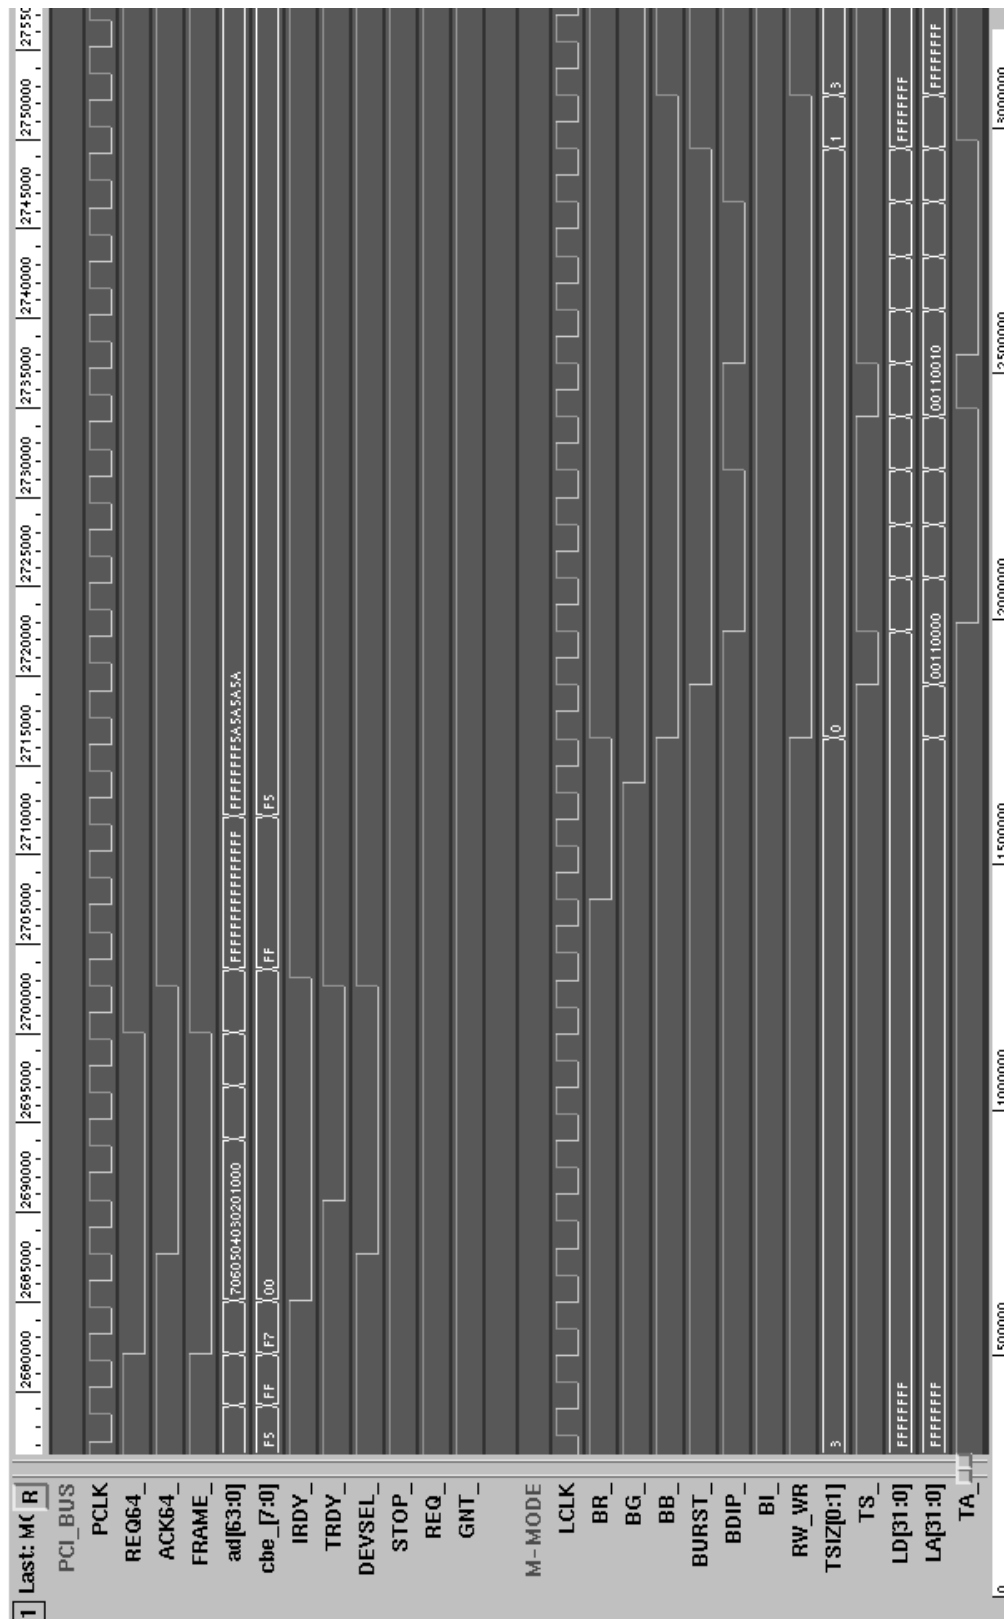 1 Last: M( R
2680000 2685000 2690000 2695000 2700000 2705000 2710000 2715000 2720000 2725000 2730000 2735000 2740000 2745000 2750000 2755(
PCI_BUS
PCLK
REQ64_
ACK64_
FRAME_
ad[63:0] 7060504030201000 FFFFFFFFFFFFFFFF FFFFFFFF5A5A5A5A
cbe_[7:0] F5 FF F7 00 FF F5
IRDY_
TRDY_
DEVSEL_
STOP_
REQ_
GNT_
M-MODE
LCLK
BR_
BG_
BB_
BURST_
BDIP_
BI_
RW_WR
TSIZ[0:1] 3 0 1 3
TS_
LD[31:0] FFFFFFFF FFFFFFFF
LA[31:0] FFFFFFFF 00110000 00110010 FFFFFFFF
TA_
0 500000 1000000 1500000 2000000 2500000 3000000